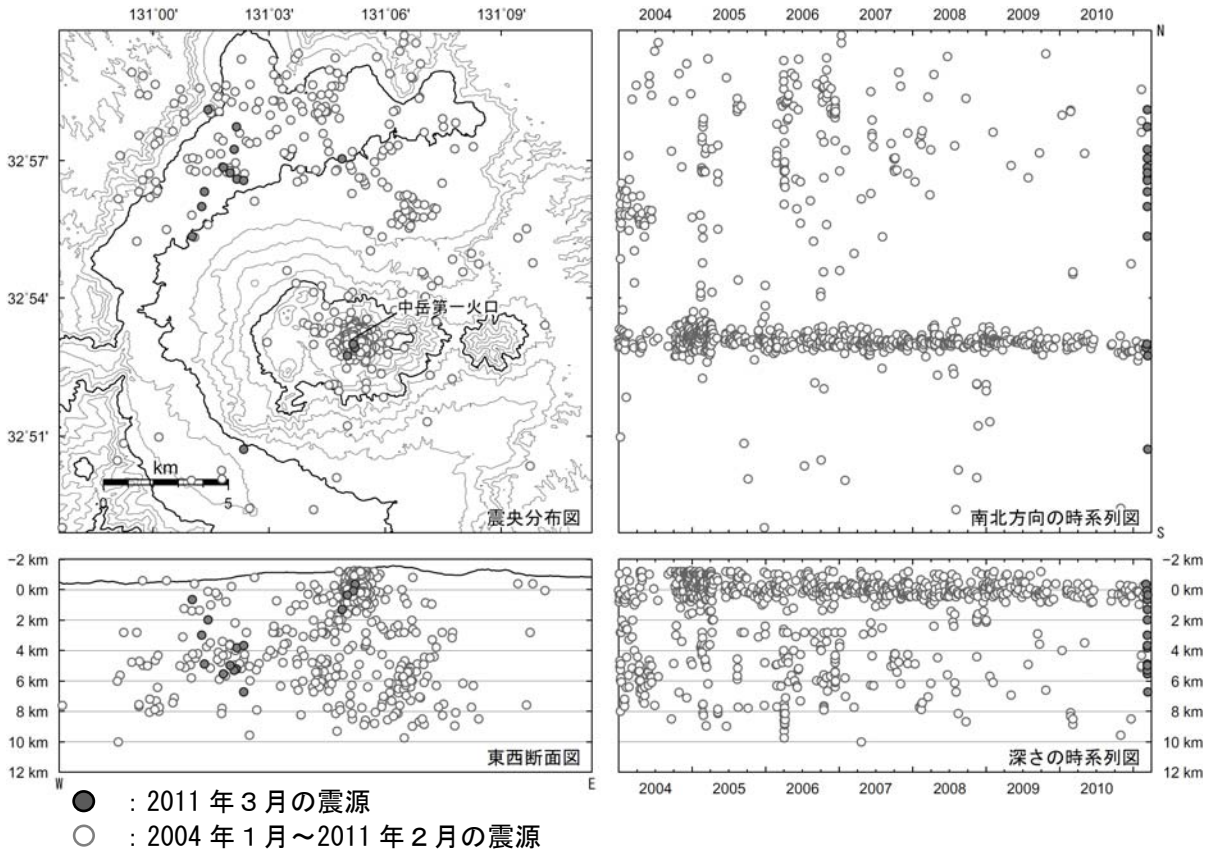 131°00' 131°03' 131°06' 131°09'
2004 2005 2006 2007 2008 2009 2010
N
32°57'
32°54'
32°51'
中岳第一火口
km
0 5
震央分布図
南北方向の時系列図
S
-2 km
0 km
2 km
4 km
6 km
8 km
10 km
12 km
東西断面図
W E
-2 km
0 km
2 km
4 km
6 km
8 km
10 km
12 km
深さの時系列図
2004 2005 2006 2007 2008 2009 2010
：2011 年３月の震源
：2004 年１月～2011 年２月の震源